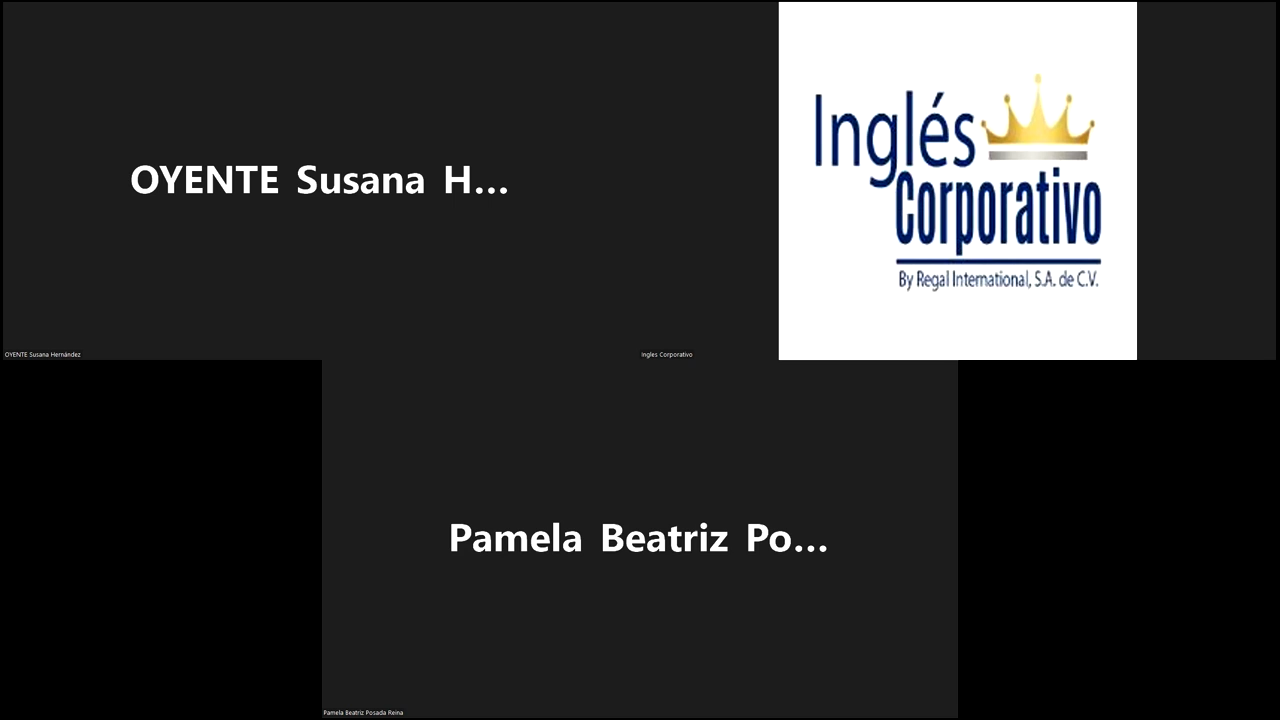 OYENTE Susana H...
Inglés
Corporativo
By Regal International, S.A. de C.V.
OYENTE Susana Hernández
Ingles Corporativo
Pamela Beatriz Po...
Pamela Beatriz Posada Reina